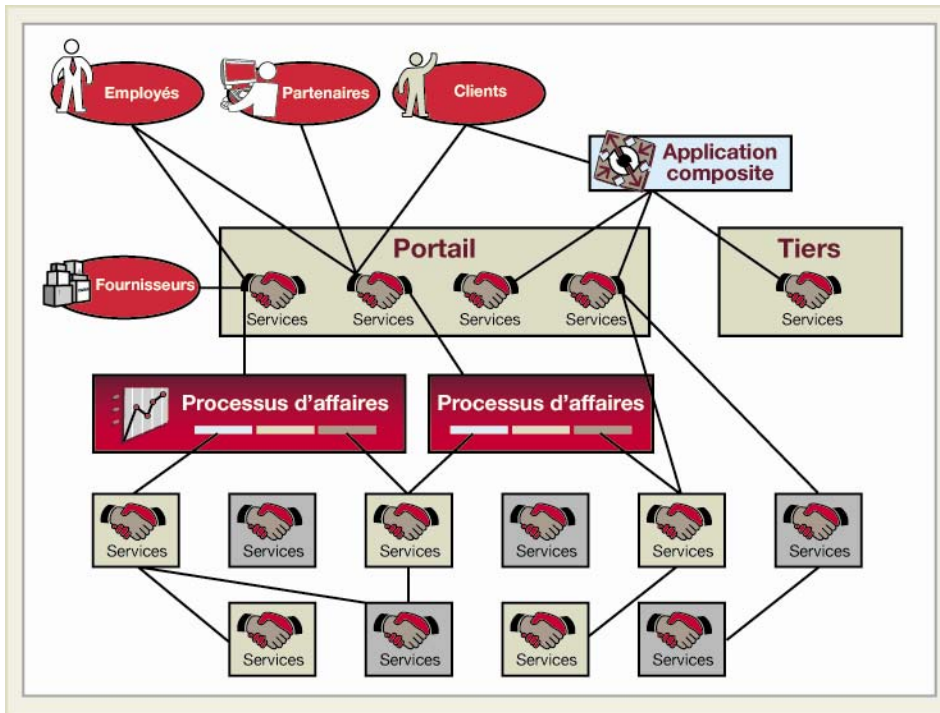 Employés
Partenaires
Clients
Application
composite
Portail
Tiers
Fournisseurs
Services
Services
Services
Services
Services
Processus d'affaires
Processus d'affaires
Services
Services
Services
Services
Services
Services
Services
Services
Services
Services